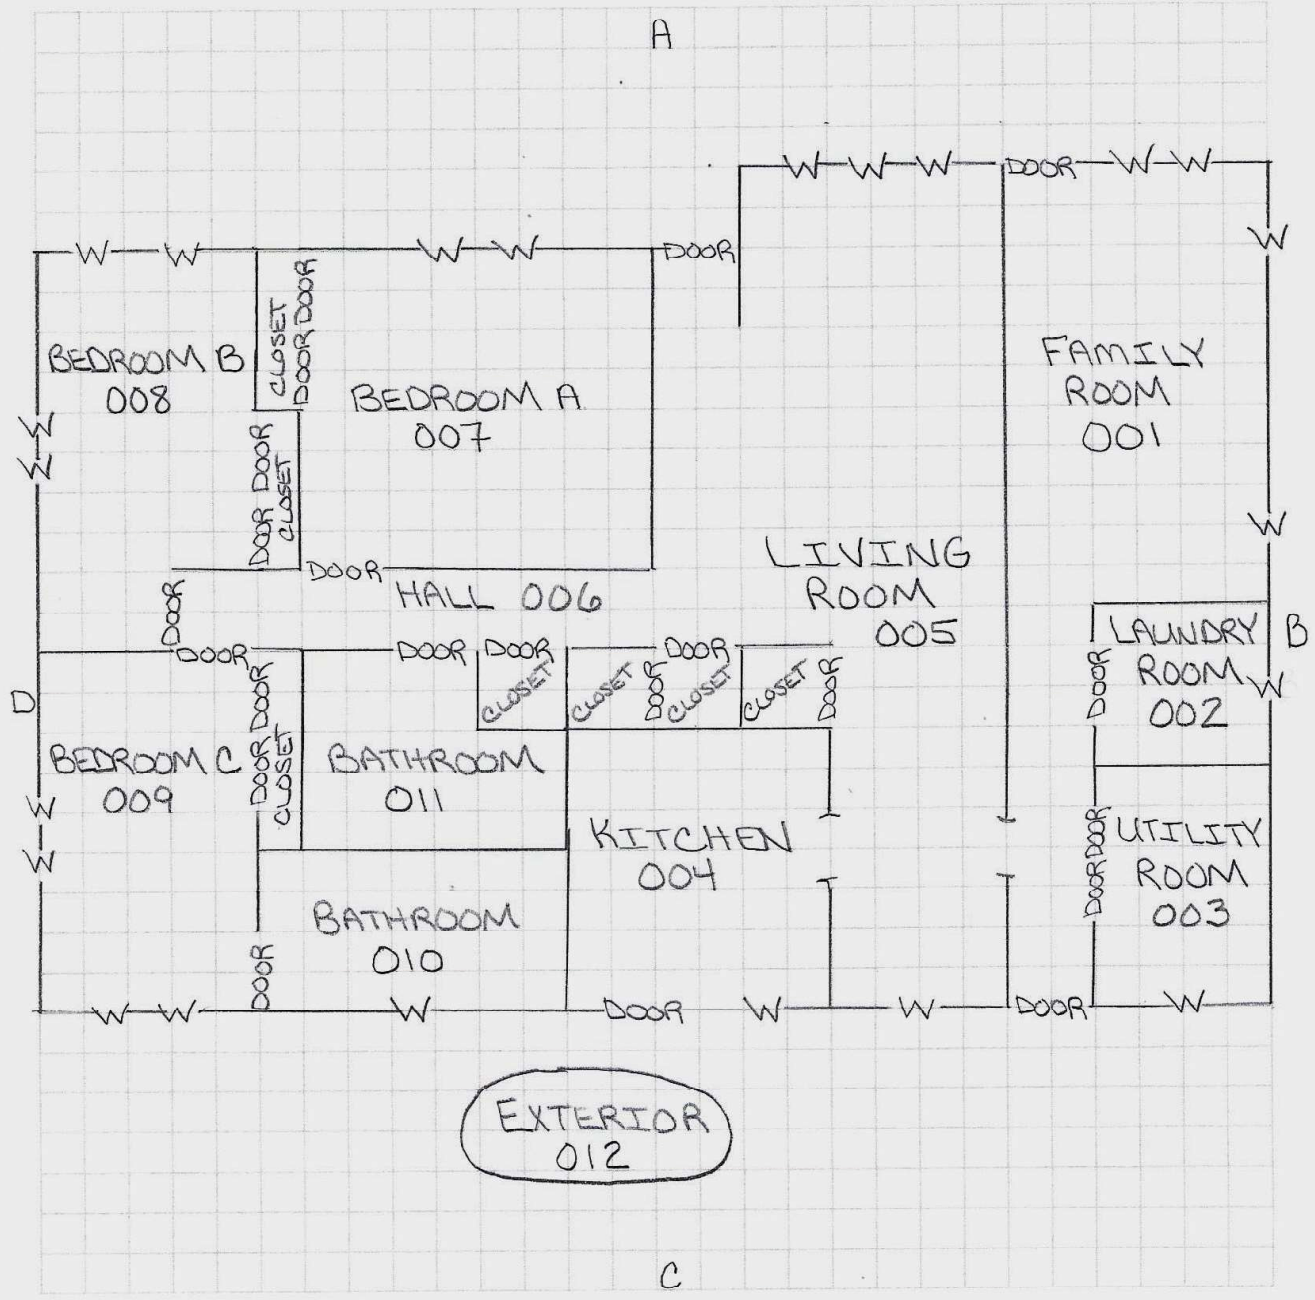 A
W W W DOOR W W
W W W W DOOR W
CLOSET DOOR DOOR
BEDROOM B
008
BEDROOM A
007
FAMILY
ROOM
001
W
W
DOOR DOOR
CLOSET
W
LIVING
ROOM
005
DOOR
HALL 006
DOOR
LAUNDRY
ROOM
002
B
W
DOOR
DOOR DOOR DOOR DOOR
CLOSET CLOSET DOOR CLOSET CLOSET DOOR
D
BEDROOM C
009
DOOR DOOR
CLOSET
BATHROOM
011
W
W
KITCHEN
004
DOOR DOOR
UTILITY
ROOM
003
BATHROOM
010
DOOR
W W W DOOR W W DOOR W
EXTERIOR
012
C